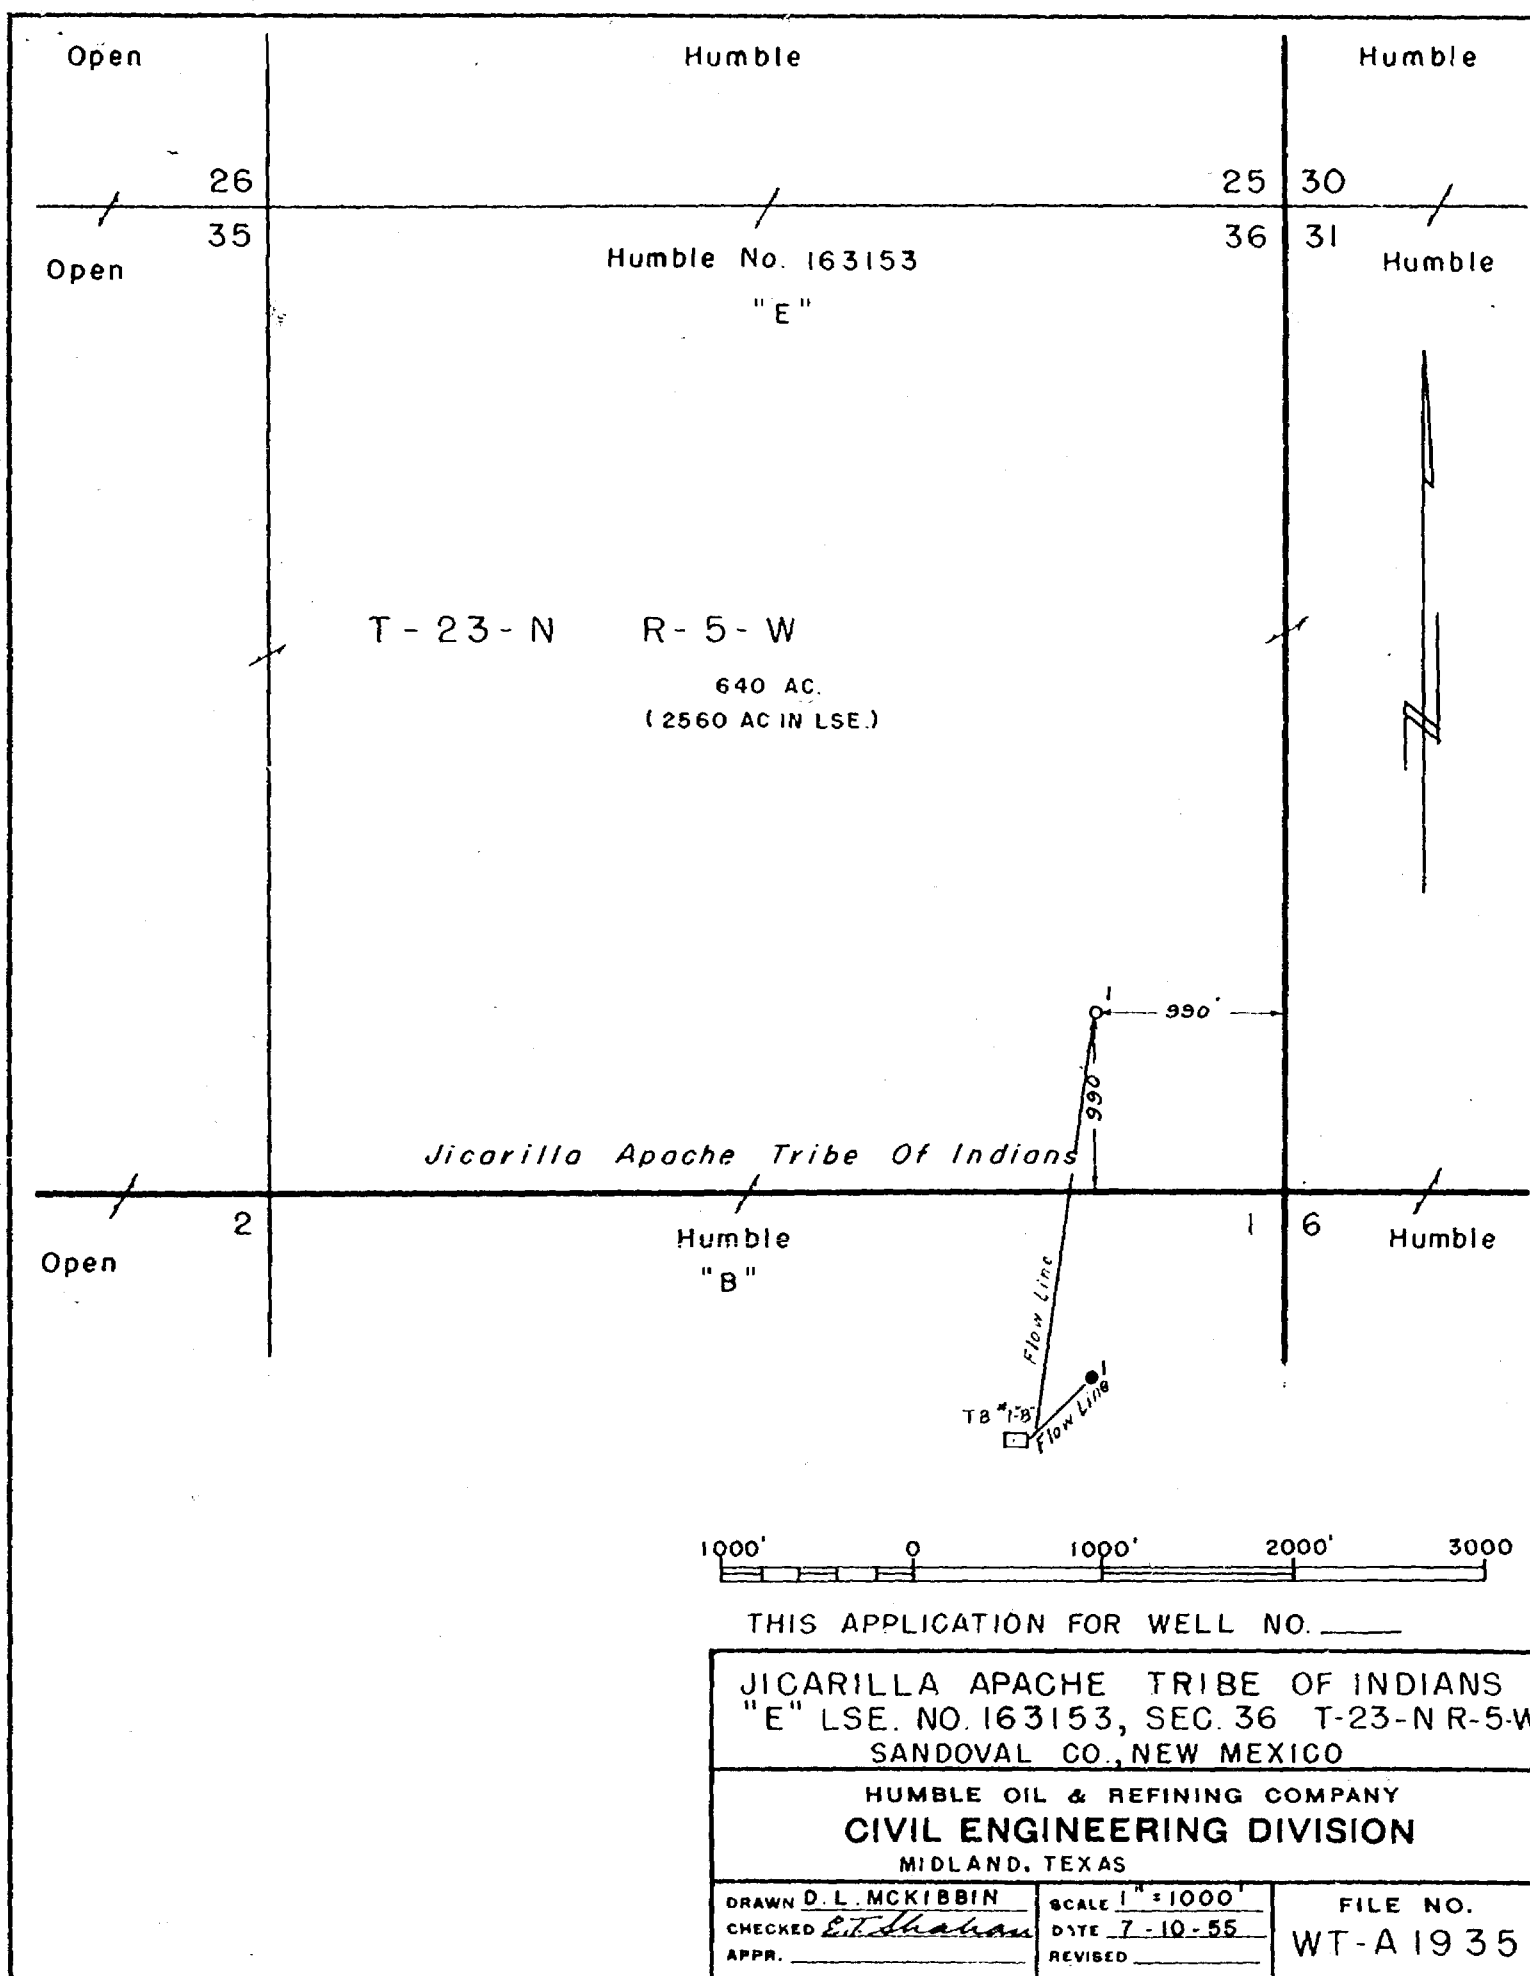 Open Humble Humble
26 25 30
35 36 31
Open Humble No. 163153 Humble
"E"
T-23-N R-5-W
640 AC.
(2560 AC IN LSE.)
1
990'
990'
Jicarilla Apache Tribe Of Indians
2 1 6
Open Humble Humble
"B"
Flow Line
1
TB #1-"B"
Flow Line
1000' 0 1000' 2000' 3000
THIS APPLICATION FOR WELL NO.
JICARILLA APACHE TRIBE OF INDIANS
"E" LSE. NO. 163153, SEC. 36 T-23-N R-5-W
SANDOVAL CO., NEW MEXICO
HUMBLE OIL & REFINING COMPANY
CIVIL ENGINEERING DIVISION
MIDLAND, TEXAS
DRAWN D. L. MCKIBBIN
CHECKED E.T. Shahan
APPR.
SCALE 1" = 1000'
DATE 7-10-55
REVISED
FILE NO.
WT-A 1935